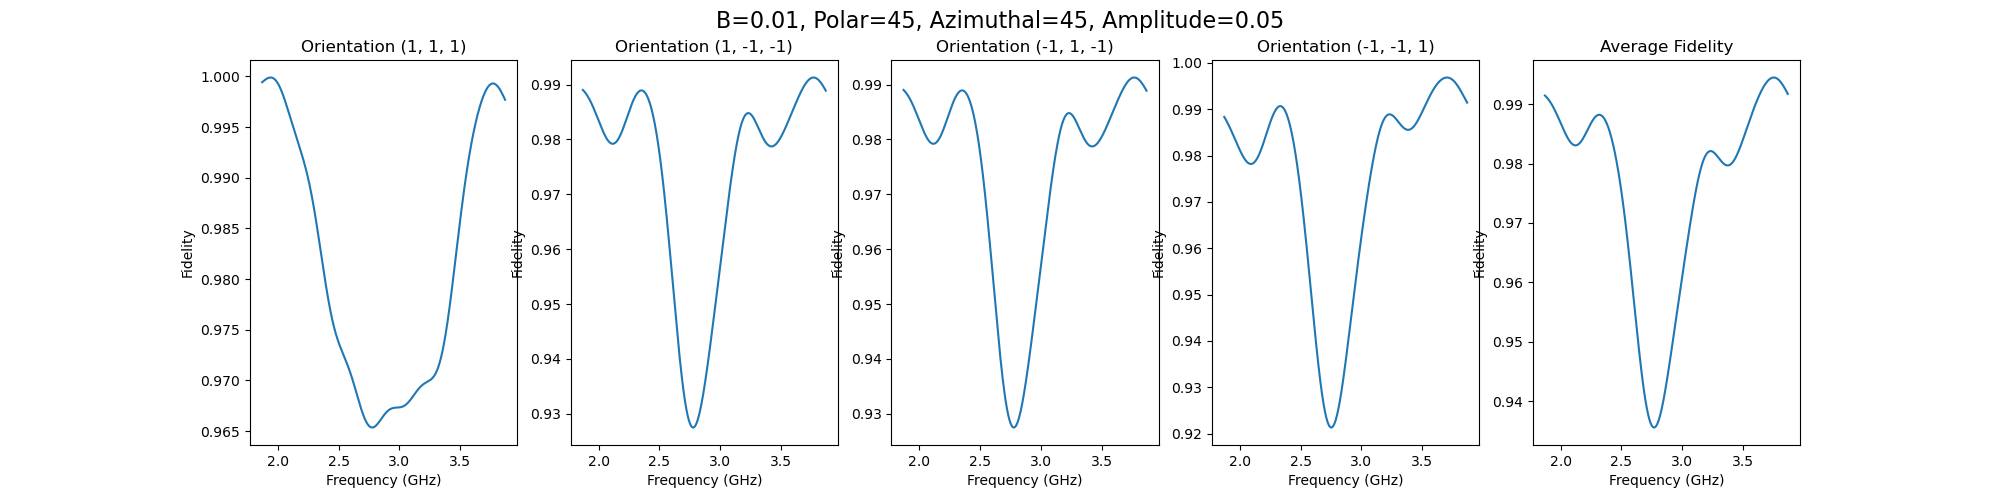 B=0.01, Polar=45, Azimuthal=45, Amplitude=0.05
Orientation (1, 1, 1)
1.000
0.995
0.990
0.985
0.980
0.975
0.970
0.965
Fidelity
2.0 2.5 3.0 3.5
Frequency (GHz)
Orientation (1, -1, -1)
0.99
0.98
0.97
0.96
0.95
0.94
0.93
Fidelity
2.0 2.5 3.0 3.5
Frequency (GHz)
Orientation (-1, 1, -1)
0.99
0.98
0.97
0.96
0.95
0.94
0.93
Fidelity
2.0 2.5 3.0 3.5
Frequency (GHz)
Orientation (-1, -1, 1)
1.00
0.99
0.98
0.97
0.96
0.95
0.94
0.93
0.92
Fidelity
2.0 2.5 3.0 3.5
Frequency (GHz)
Average Fidelity
0.99
0.98
0.97
0.96
0.95
0.94
Fidelity
2.0 2.5 3.0 3.5
Frequency (GHz)